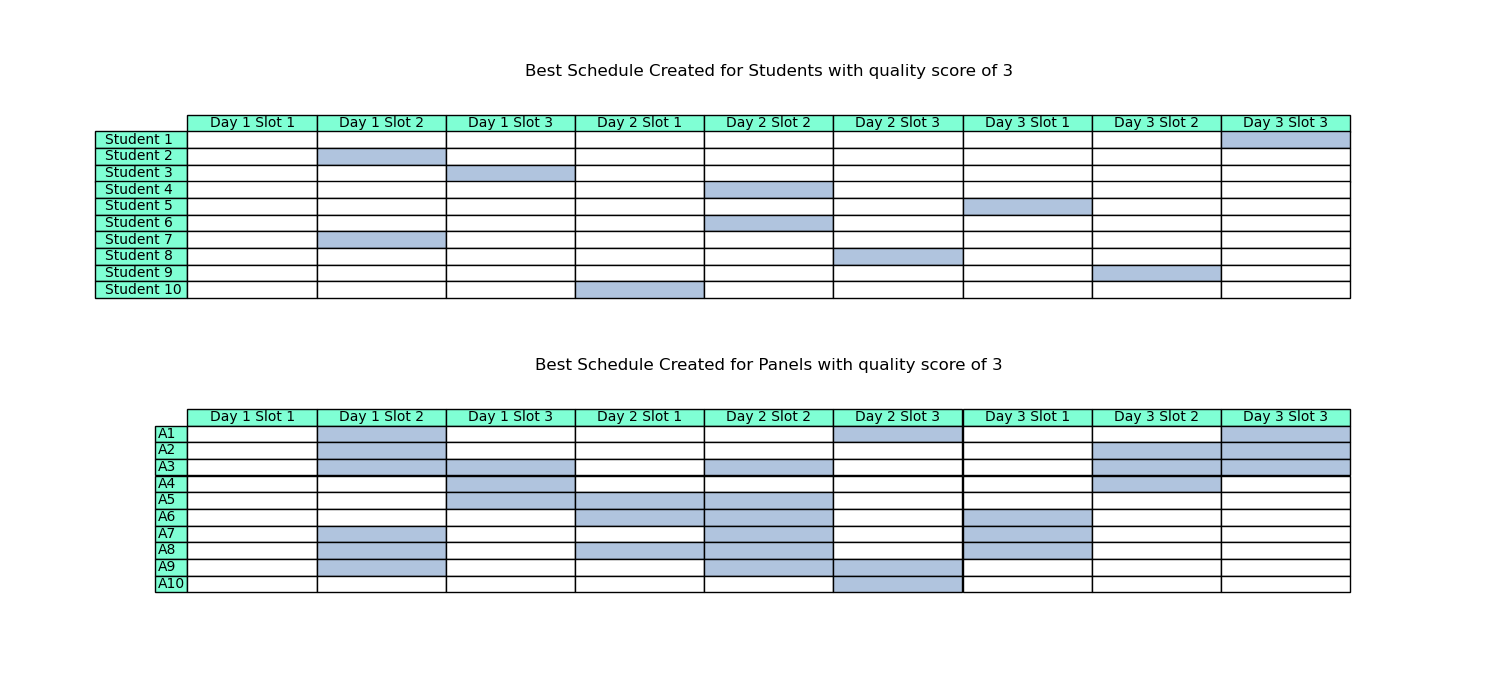 Best Schedule Created for Students with quality score of 3
Day 1 Slot 1 Day 1 Slot 2 Day 1 Slot 3 Day 2 Slot 1 Day 2 Slot 2 Day 2 Slot 3 Day 3 Slot 1 Day 3 Slot 2 Day 3 Slot 3
Student 1
Student 2
Student 3
Student 4
Student 5
Student 6
Student 7
Student 8
Student 9
Student 10
Best Schedule Created for Panels with quality score of 3
Day 1 Slot 1 Day 1 Slot 2 Day 1 Slot 3 Day 2 Slot 1 Day 2 Slot 2 Day 2 Slot 3 Day 3 Slot 1 Day 3 Slot 2 Day 3 Slot 3
A1
A2
A3
A4
A5
A6
A7
A8
A9
A10